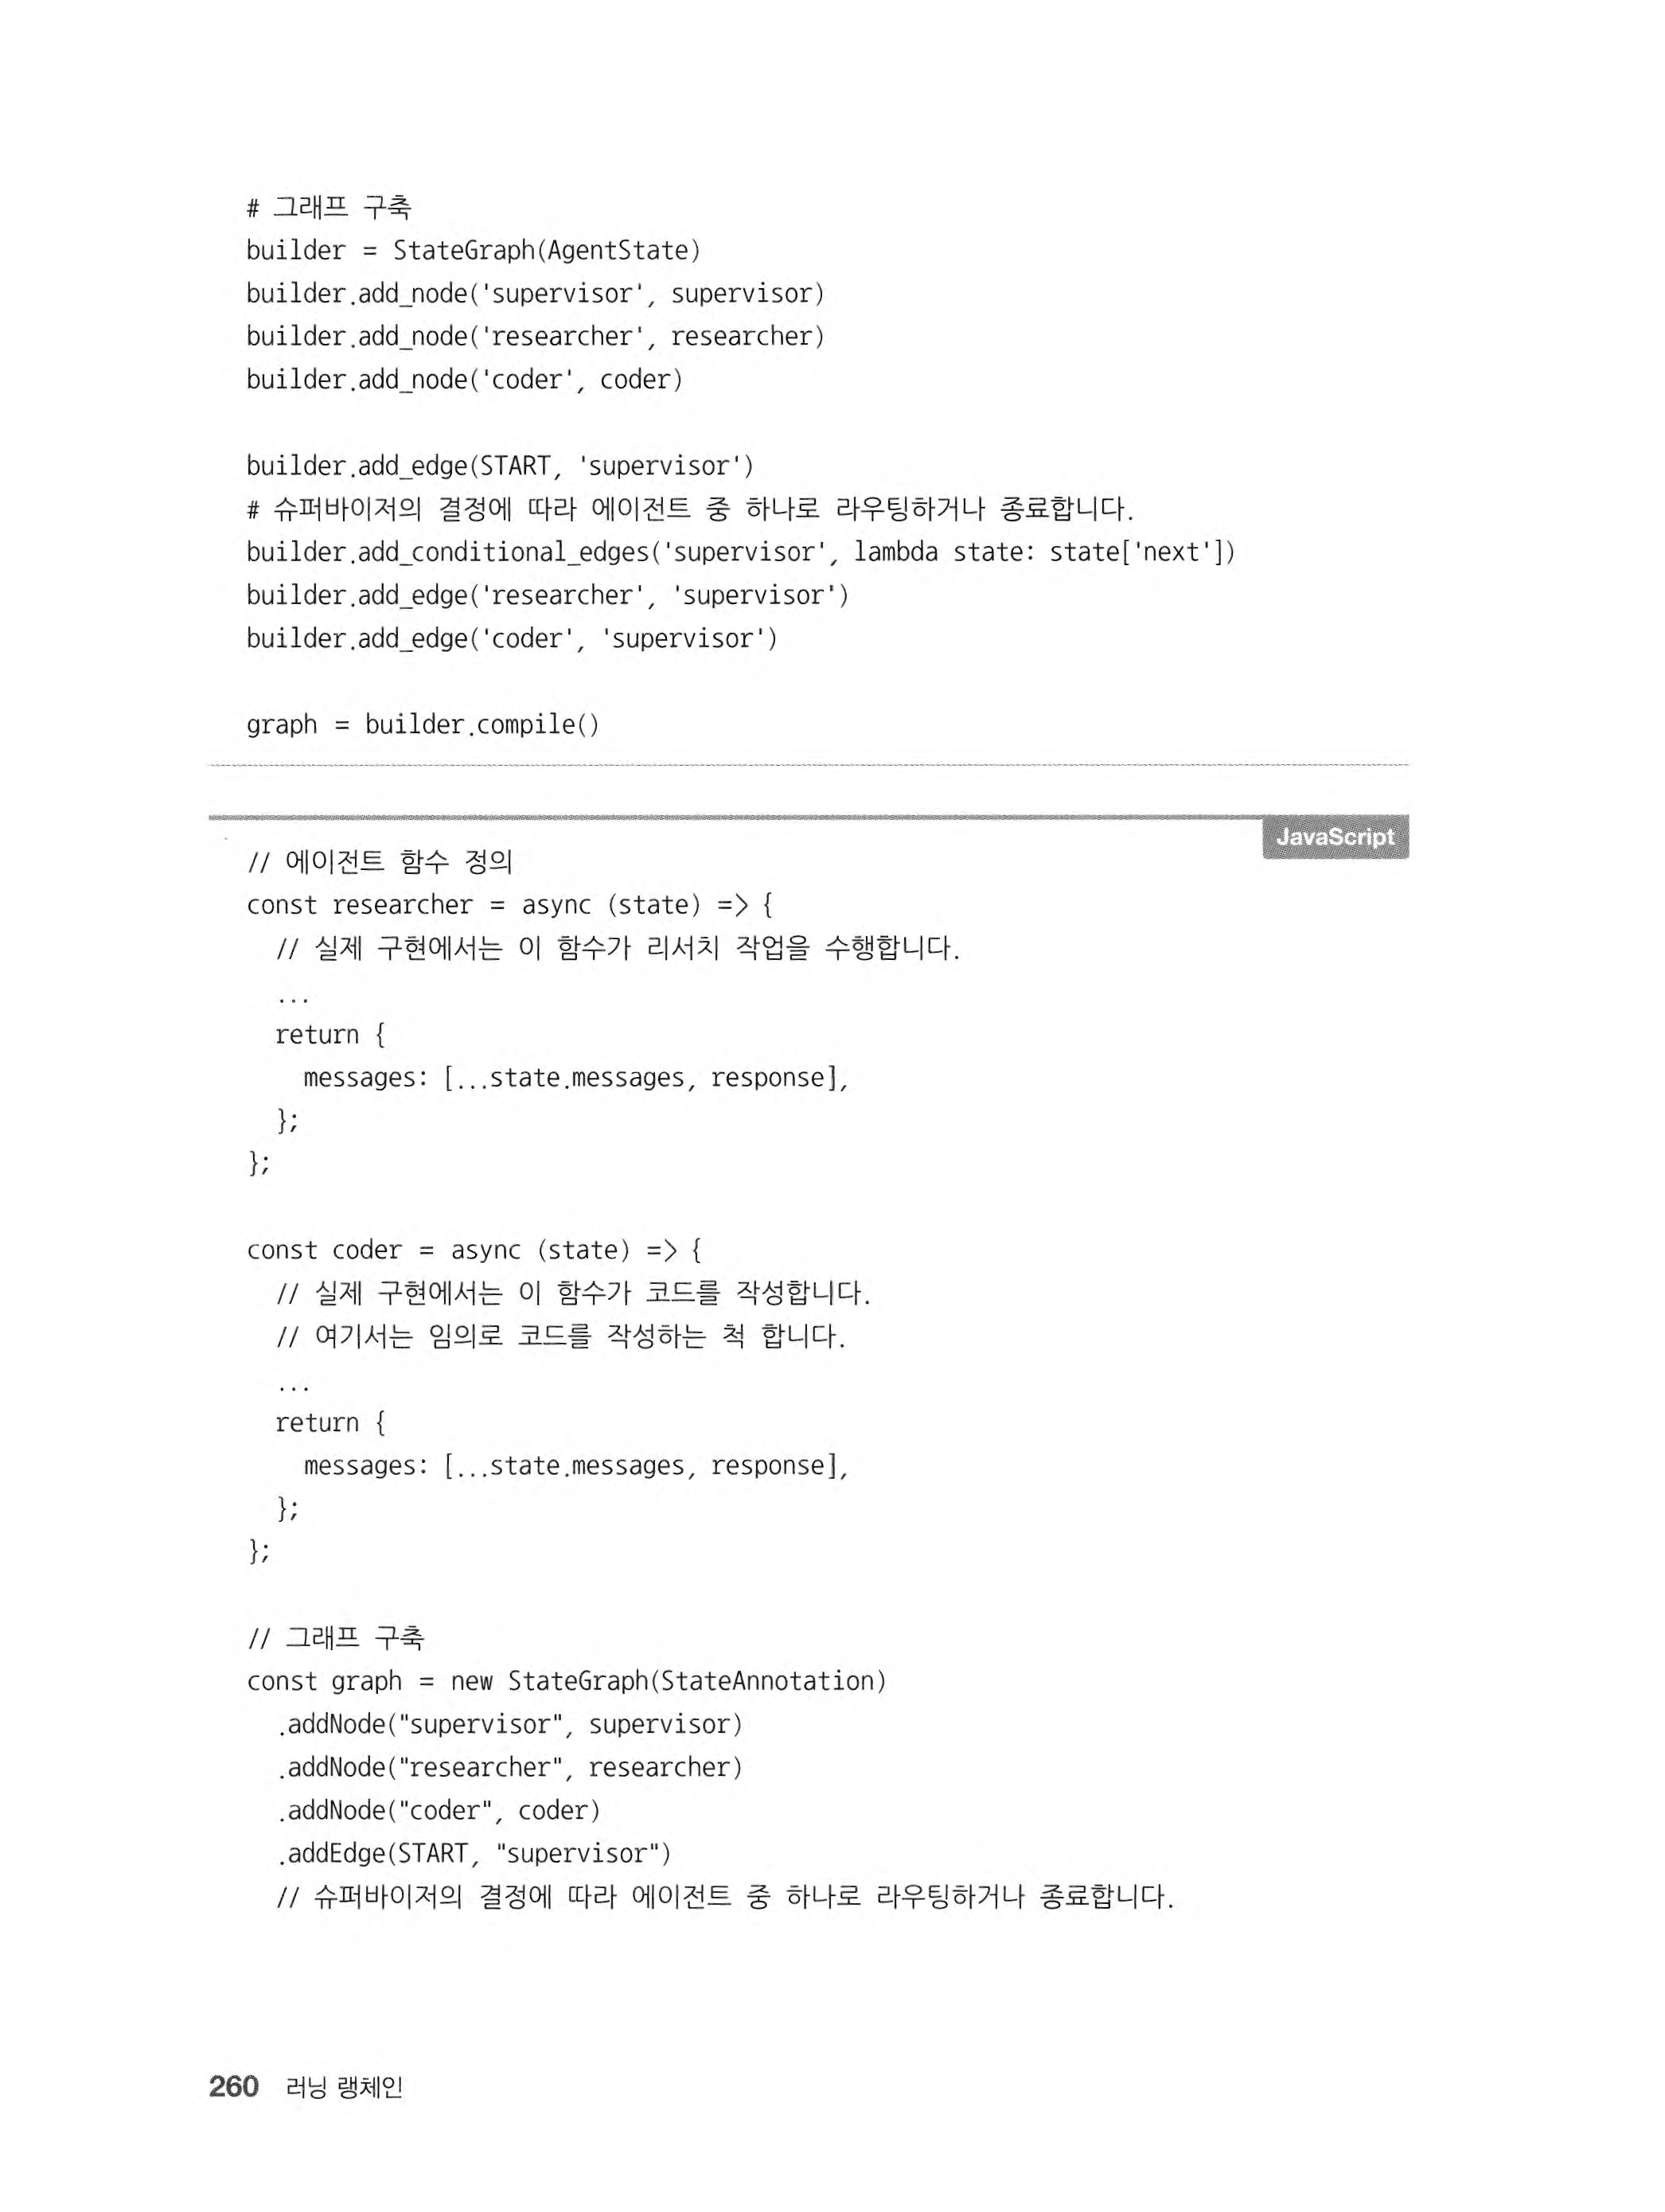 # 그래프 구축
builder = StateGraph(AgentState)
builder.add_node('supervisor', supervisor)
builder.add_node('researcher', researcher)
builder.add_node('coder', coder)

builder.add_edge(START, 'supervisor')
# 슈퍼바이저의 결정에 따라 에이전트 중 하나로 라우팅하거나 종료합니다.
builder.add_conditional_edges('supervisor', lambda state: state['next'])
builder.add_edge('researcher', 'supervisor')
builder.add_edge('coder', 'supervisor')

graph = builder.compile()

JavaScript
// 에이전트 함수 정의
const researcher = async (state) => {
  // 실제 구현에서는 이 함수가 리서치 작업을 수행합니다.
  ...
  return {
    messages: [...state.messages, response],
  };
};

const coder = async (state) => {
  // 실제 구현에서는 이 함수가 코드를 작성합니다.
  // 여기서는 임의로 코드를 작성하는 척 합니다.
  ...
  return {
    messages: [...state.messages, response],
  };
};

// 그래프 구축
const graph = new StateGraph(StateAnnotation)
  .addNode("supervisor", supervisor)
  .addNode("researcher", researcher)
  .addNode("coder", coder)
  .addEdge(START, "supervisor")
  // 슈퍼바이저의 결정에 따라 에이전트 중 하나로 라우팅하거나 종료합니다.

260 러닝 랭체인